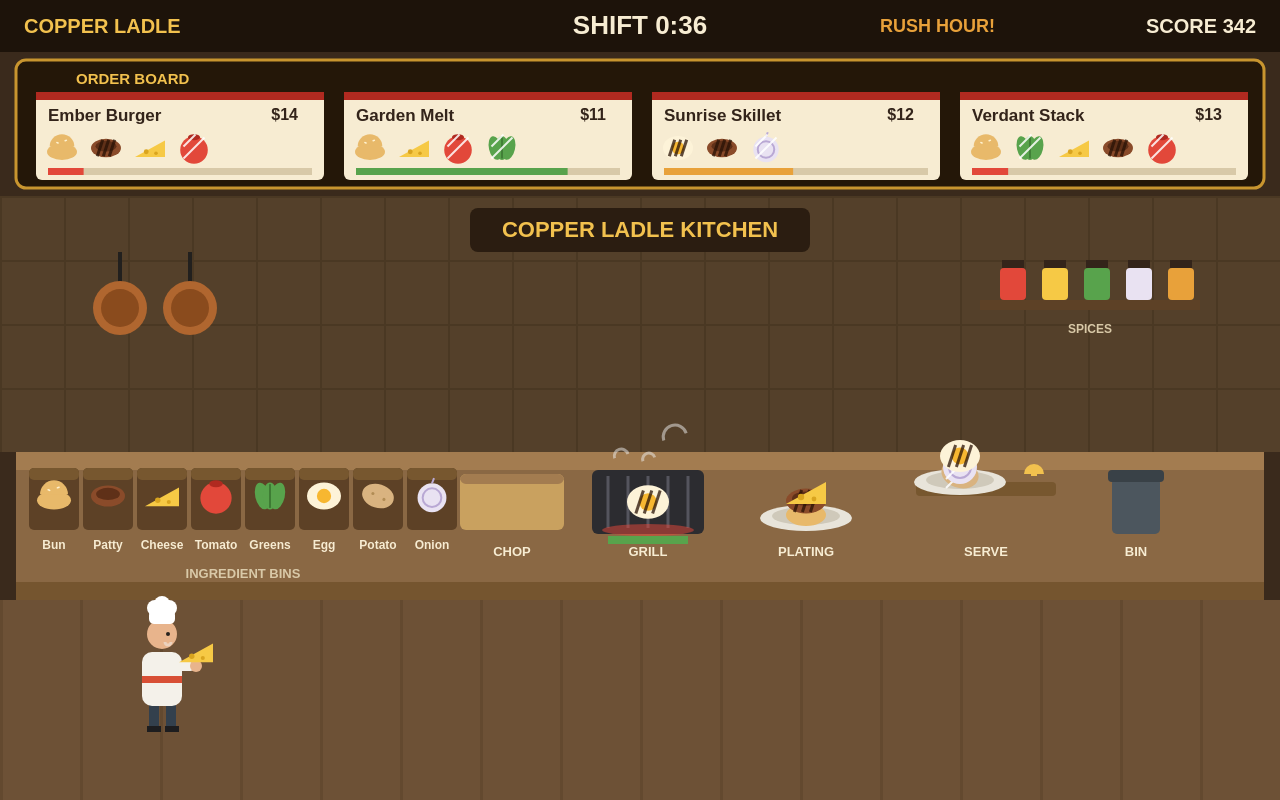 COPPER LADLE
SHIFT 0:36
RUSH HOUR!
SCORE 342
ORDER BOARD
Ember Burger $14
Garden Melt $11
Sunrise Skillet $12
Verdant Stack $13
COPPER LADLE KITCHEN
SPICES
Bun Patty Cheese Tomato Greens Egg Potato Onion
CHOP GRILL PLATING SERVE BIN
INGREDIENT BINS